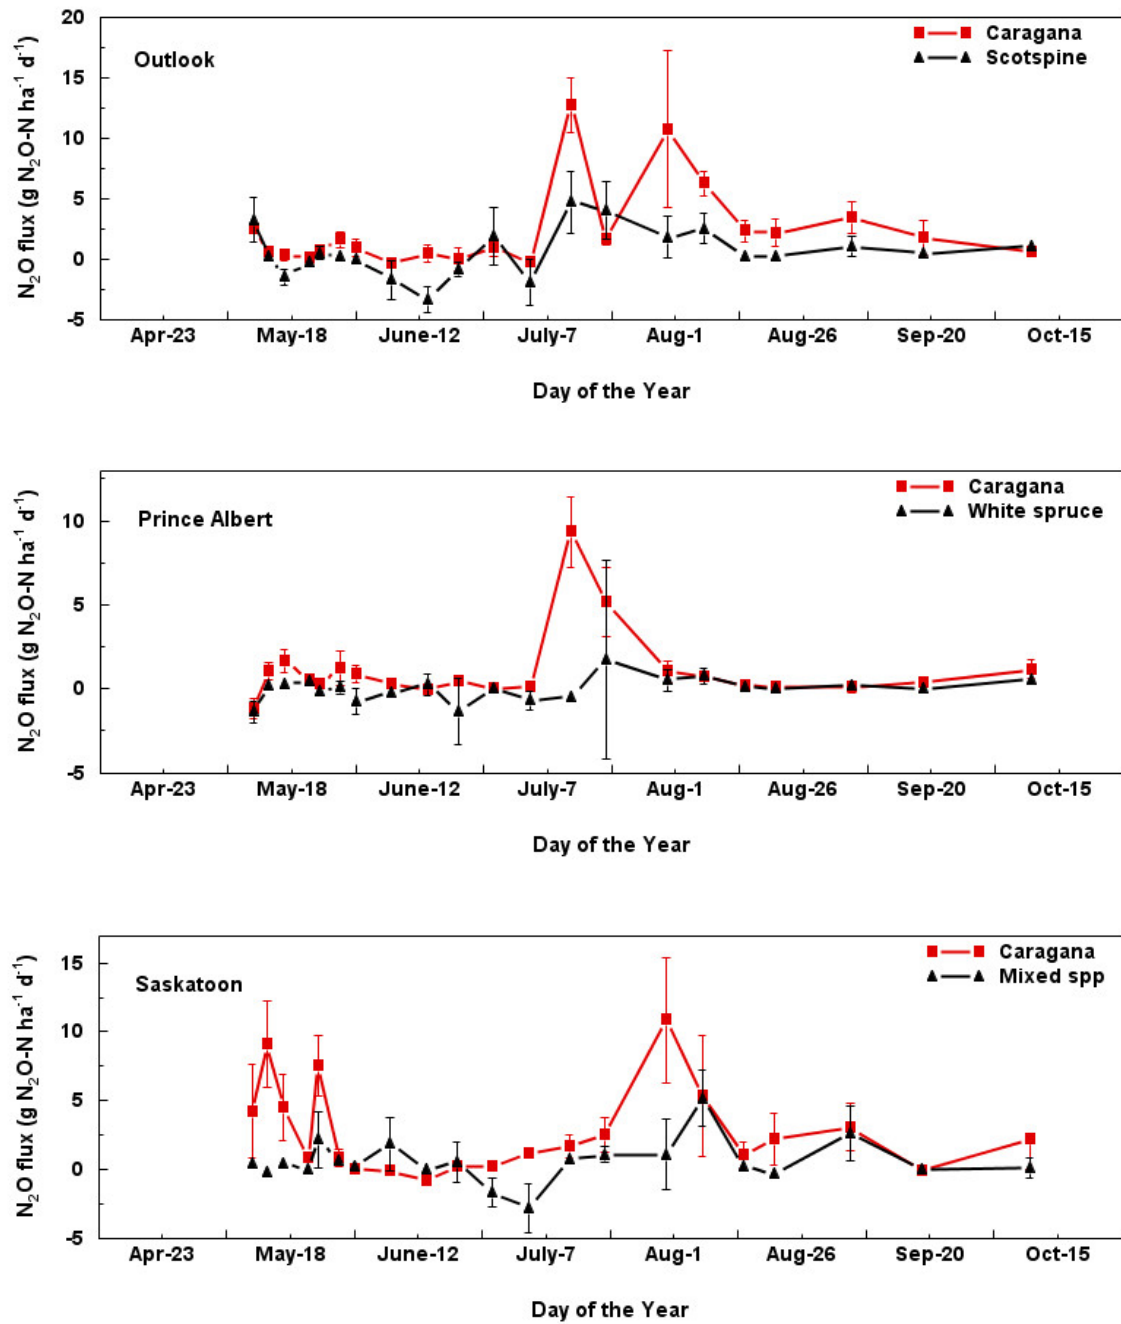 20
15
10
5
0
-5
N₂O flux (g N₂O-N ha⁻¹ d⁻¹)
Outlook
Caragana
Scotspine
Apr-23 May-18 June-12 July-7 Aug-1 Aug-26 Sep-20 Oct-15
Day of the Year
10
5
0
-5
N₂O flux (g N₂O-N ha⁻¹ d⁻¹)
Prince Albert
Caragana
White spruce
Apr-23 May-18 June-12 July-7 Aug-1 Aug-26 Sep-20 Oct-15
Day of the Year
15
10
5
0
-5
N₂O flux (g N₂O-N ha⁻¹ d⁻¹)
Saskatoon
Caragana
Mixed spp
Apr-23 May-18 June-12 July-7 Aug-1 Aug-26 Sep-20 Oct-15
Day of the Year